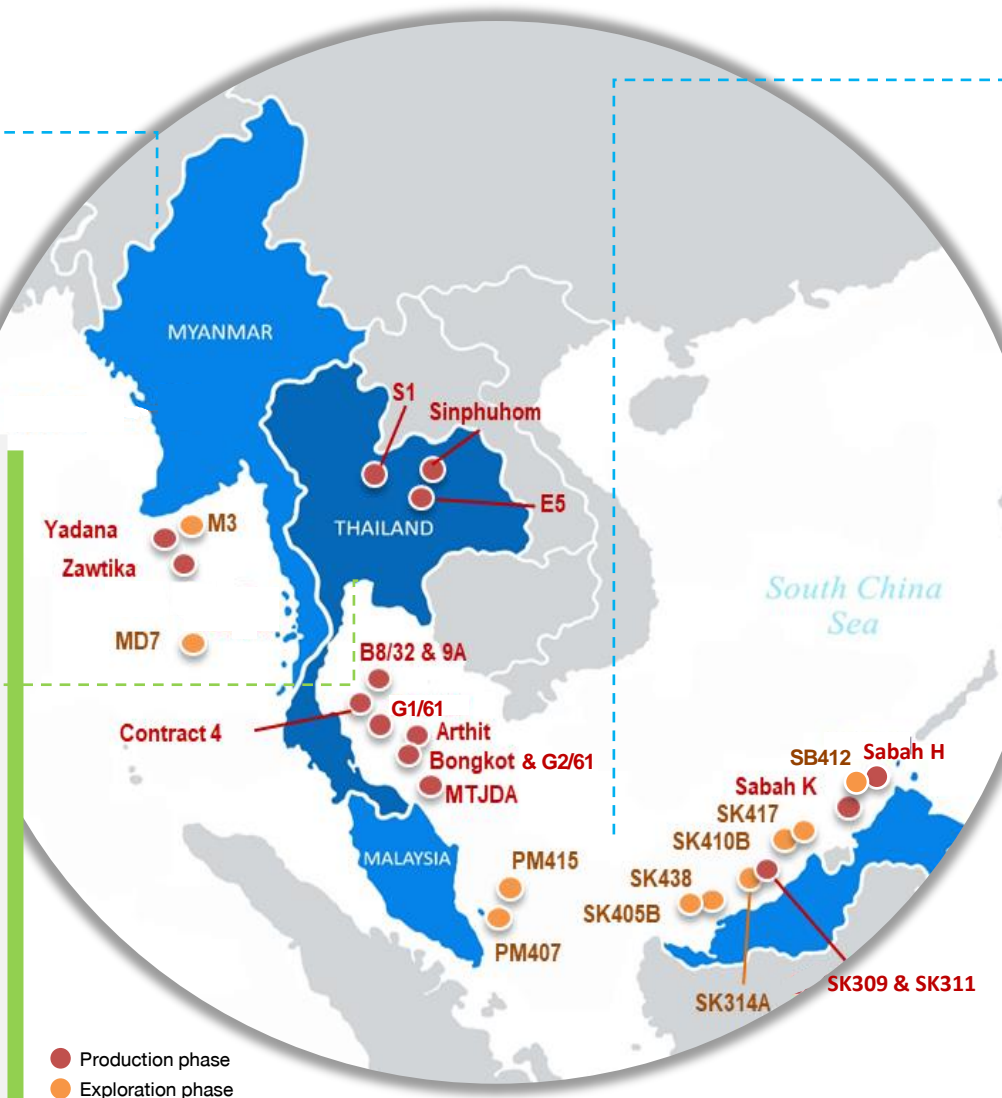 MYANMAR
S1
Sinphuhom
E5
THAILAND
M3
Yadana
Zawtika
MD7
South China
Sea
B8/32 & 9A
G1/61
Contract 4
Arthit
Bongkot & G2/61
MTJDA
SB412
Sabah H
Sabah K
SK417
SK410B
MALAYSIA
PM415
SK438
SK405B
PM407
SK309 & SK311
SK314A
Production phase
Exploration phase